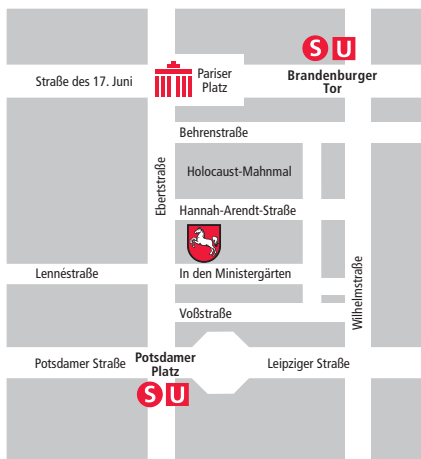 S U
Brandenburger
Tor
Straße des 17. Juni
Pariser
Platz
Behrenstraße
Ebertstraße
Holocaust-Mahnmal
Hannah-Arendt-Straße
Lennéstraße
In den Ministergärten
Wilhelmstraße
Voßstraße
Potsdamer Straße
Potsdamer
Platz
Leipziger Straße
S U